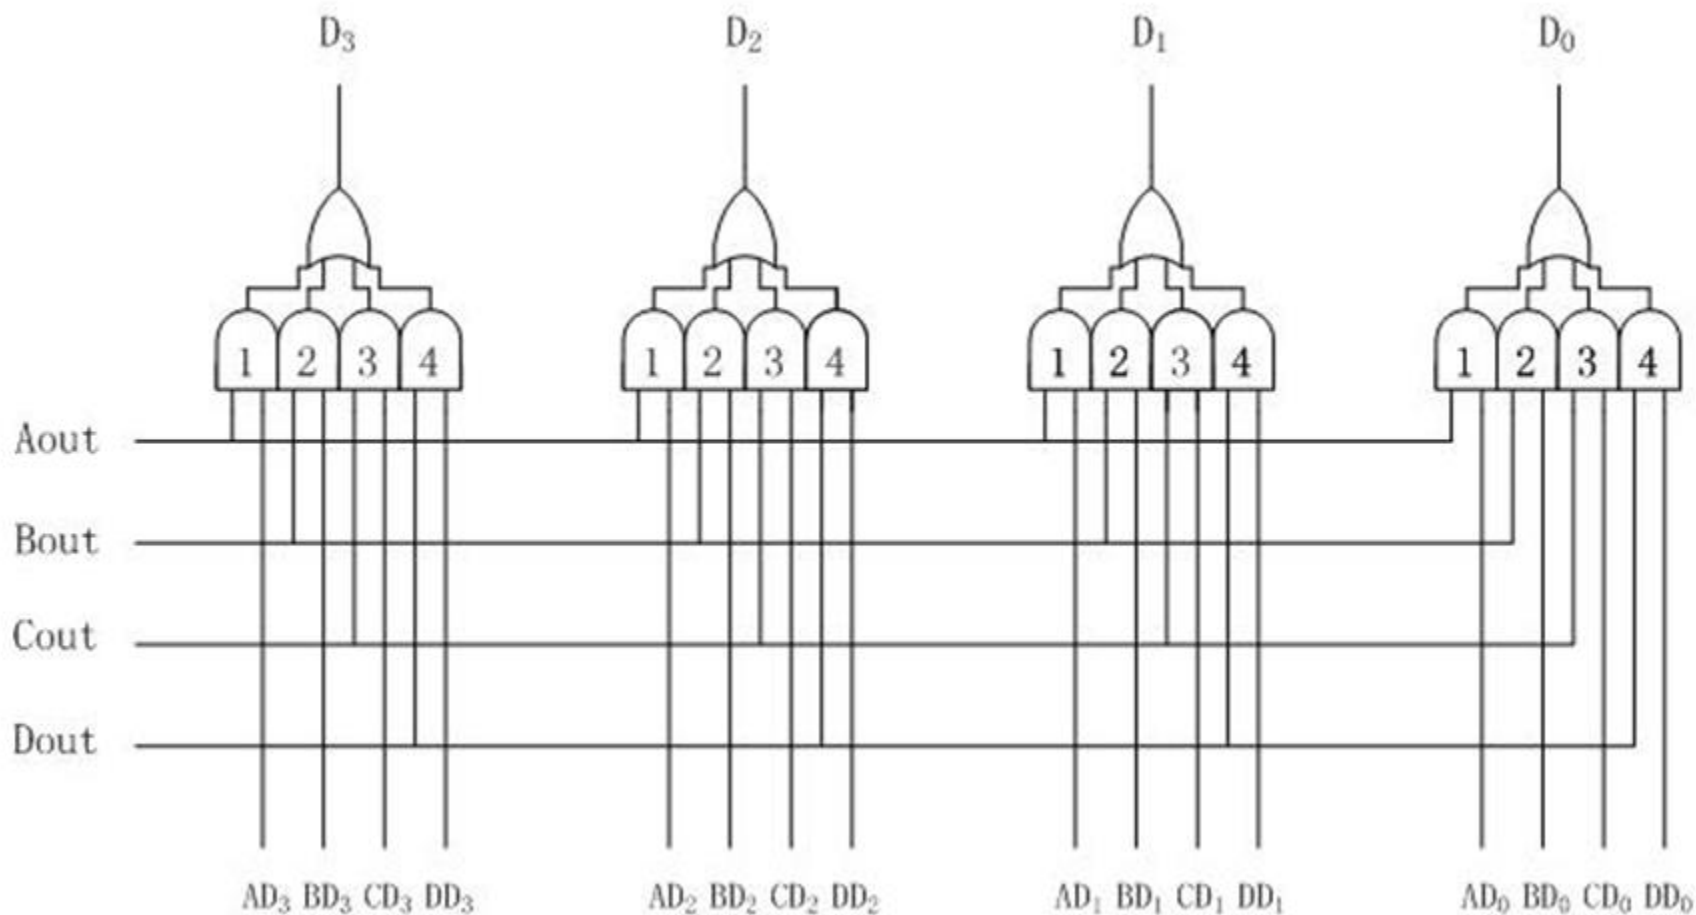 D₃ D₂ D₁ D₀
1 2 3 4 1 2 3 4 1 2 3 4 1 2 3 4
Aout
Bout
Cout
Dout
AD₃ BD₃ CD₃ DD₃ AD₂ BD₂ CD₂ DD₂ AD₁ BD₁ CD₁ DD₁ AD₀ BD₀ CD₀ DD₀